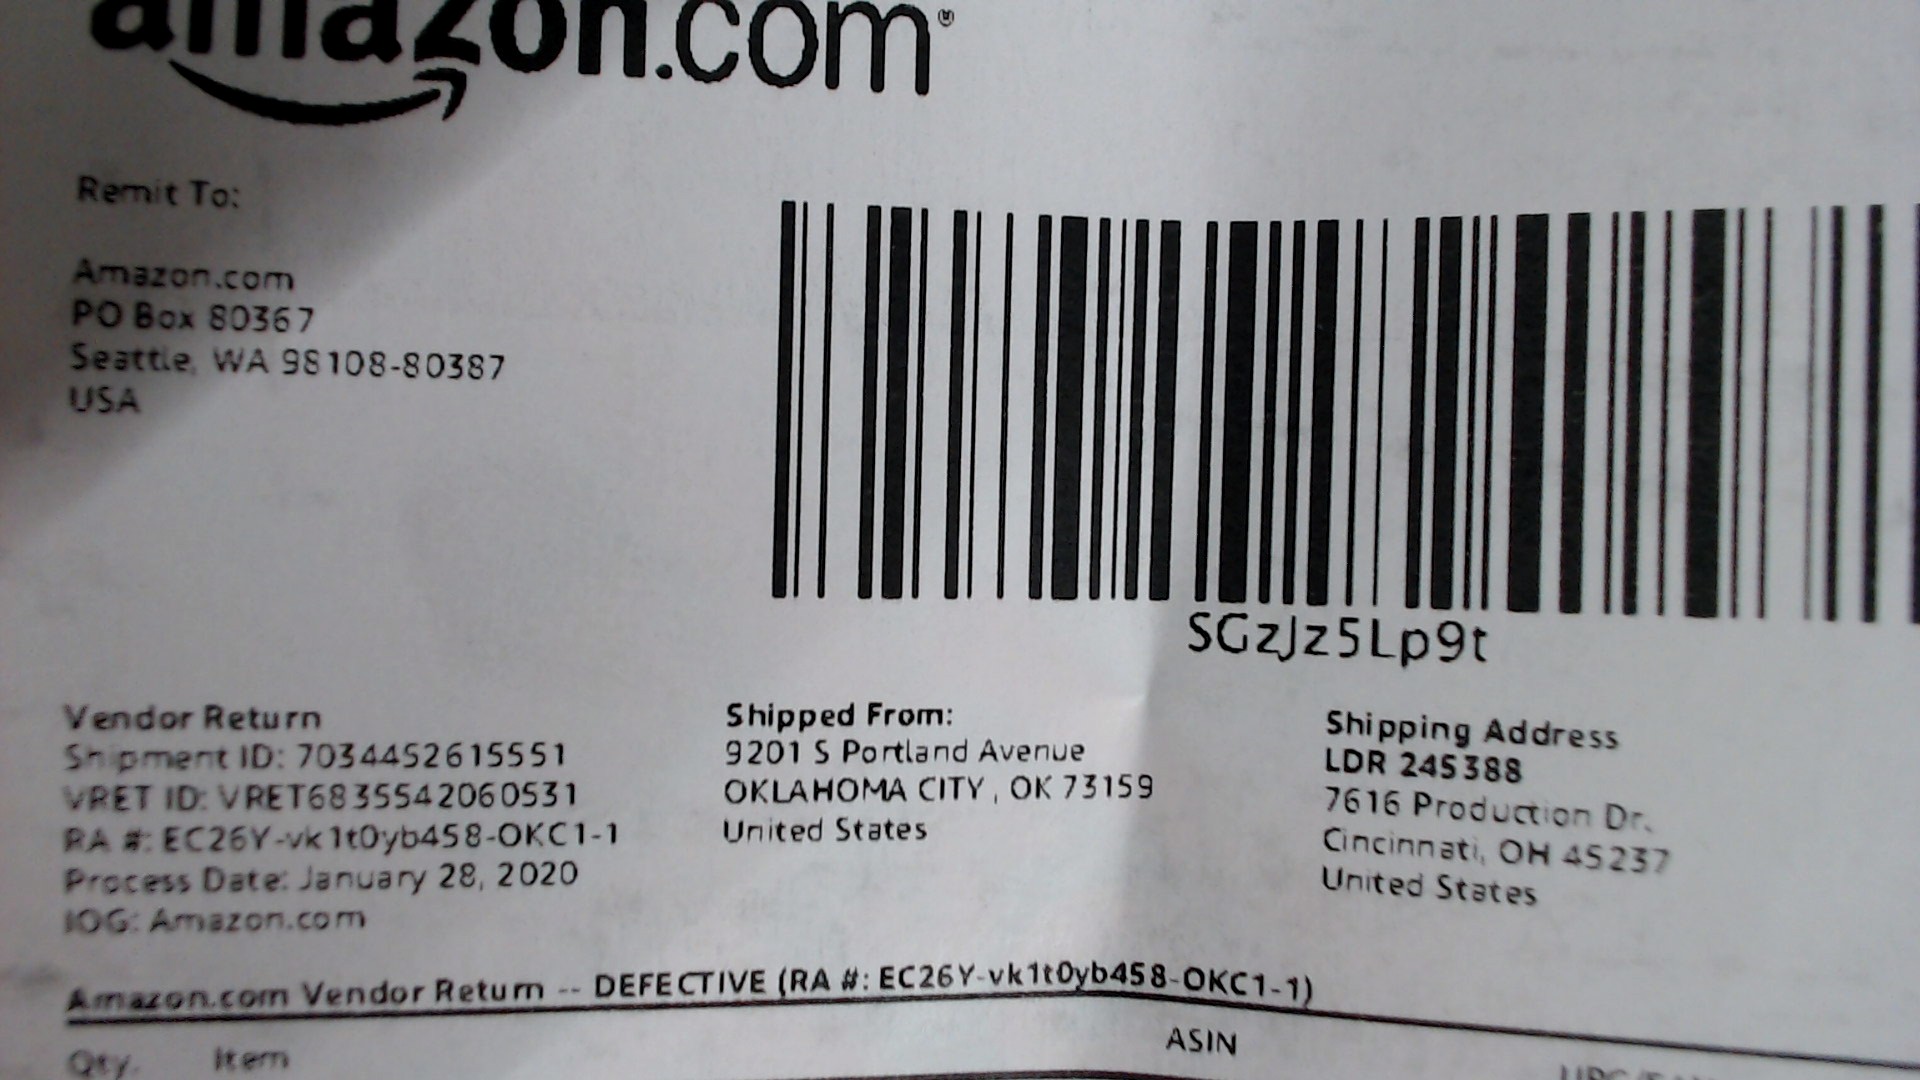 amazon.com®
Remit To:
Amazon.com
PO Box 80367
Seattle, WA 98108-80387
USA
SGzJz5Lp9t
Vendor Return
Shipment ID: 7034452615551
VRET ID: VRET6835542060531
RA #: EC26Y-vk1t0yb458-OKC1-1
Process Date: January 28, 2020
IOG: Amazon.com
Shipped From:
9201 S Portland Avenue
OKLAHOMA CITY , OK 73159
United States
Shipping Address
LDR 245388
7616 Production Dr.
Cincinnati, OH 45237
United States
Amazon.com Vendor Return -- DEFECTIVE (RA #: EC26Y-vk1t0yb458-OKC1-1)
Qty. Item ASIN